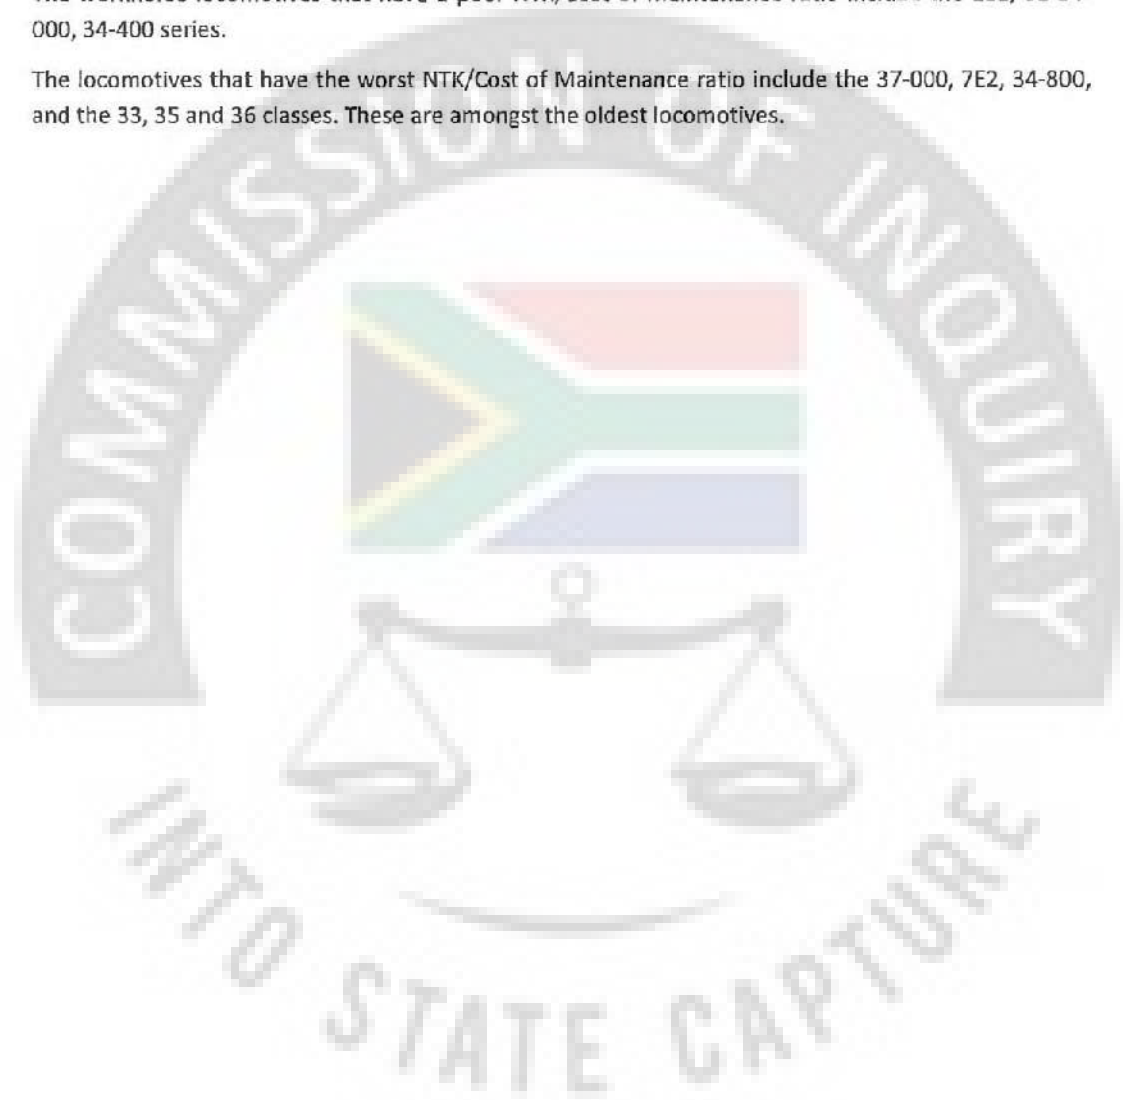 000, 34-400 series.
The locomotives that have the worst NTK/Cost of Maintenance ratio include the 37-000, 7E2, 34-800,
and the 33, 35 and 36 classes. These are amongst the oldest locomotives.
COMMISSION OF INQUIRY
INTO STATE CAPTURE